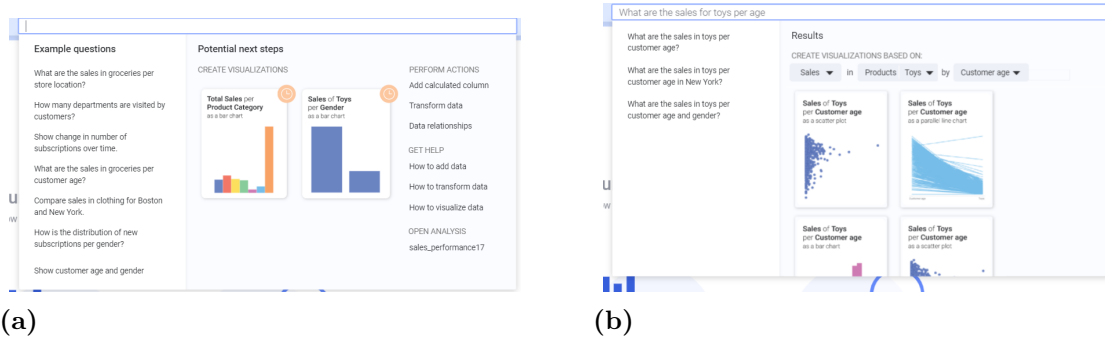 Example questions
What are the sales in groceries per
store location?
How many departments are visited by
customers?
Show change in number of
subscriptions over time.
What are the sales in groceries per
customer age?
Compare sales in clothing for Boston
and New York.
How is the distribution of new
subscriptions per gender?
Show customer age and gender
Potential next steps
CREATE VISUALIZATIONS
Total Sales per
Product Category
as a bar chart
Sales of Toys
per Gender
as a bar chart
PERFORM ACTIONS
Add calculated column
Transform data
Data relationships
GET HELP
How to add data
How to transform data
How to visualize data
OPEN ANALYSIS
sales_performance17
(a)
What are the sales for toys per age
What are the sales in toys per
customer age?
What are the sales in toys per
customer age in New York?
What are the sales in toys per
customer age and gender?
Results
CREATE VISUALIZATIONS BASED ON:
Sales in Products Toys by Customer age
Sales of Toys
per Customer age
as a scatter plot
Sales of Toys
per Customer age
as a parallel line chart
Sales of Toys
per Customer age
as a bar chart
Sales of Toys
per Customer age
as a scatter plot
(b)